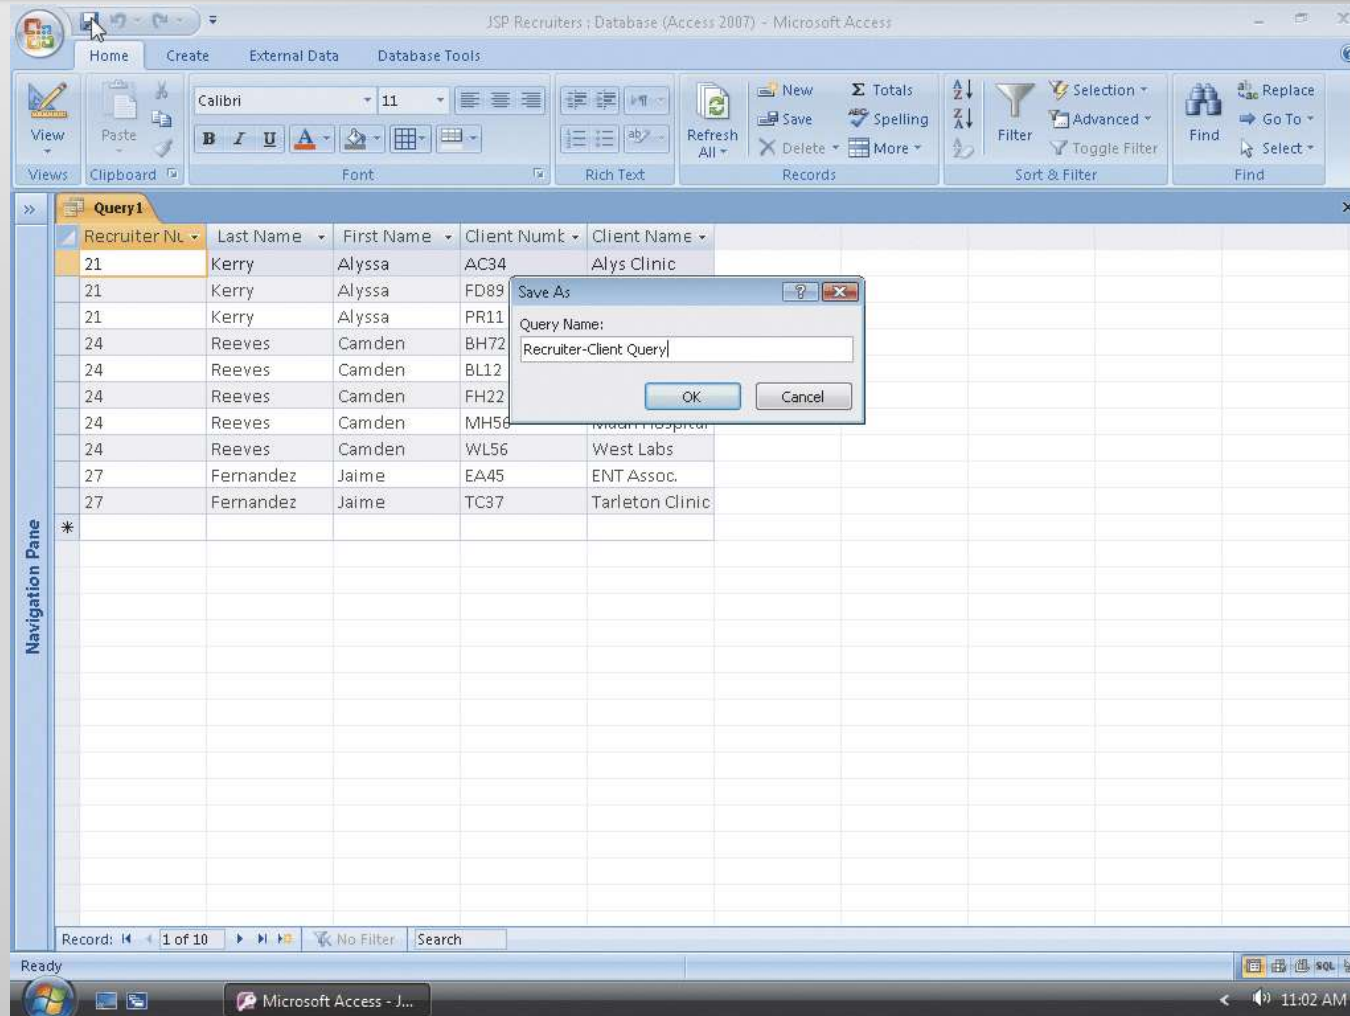 JSP Recruiters : Database (Access 2007) - Microsoft Access
Home Create External Data Database Tools
View
Views
Paste
Clipboard
Calibri 11
B I U A
Font
Rich Text
Refresh
All
New Σ Totals
Save Spelling
Delete More
Records
Filter
Selection
Advanced
Toggle Filter
Sort & Filter
Find
Replace
Go To
Select
Find
Query1
Recruiter Nu Last Name First Name Client Numb Client Name
21 Kerry Alyssa AC34 Alys Clinic
21 Kerry Alyssa FD89
21 Kerry Alyssa PR11
24 Reeves Camden BH72
24 Reeves Camden BL12
24 Reeves Camden FH22
24 Reeves Camden MH56
24 Reeves Camden WL56 West Labs
27 Fernandez Jaime EA45 ENT Assoc.
27 Fernandez Jaime TC37 Tarleton Clinic
Save As
Query Name:
Recruiter-Client Query
OK Cancel
Navigation Pane
Record: 1 of 10 No Filter Search
Ready SQL
Microsoft Access - J... 11:02 AM